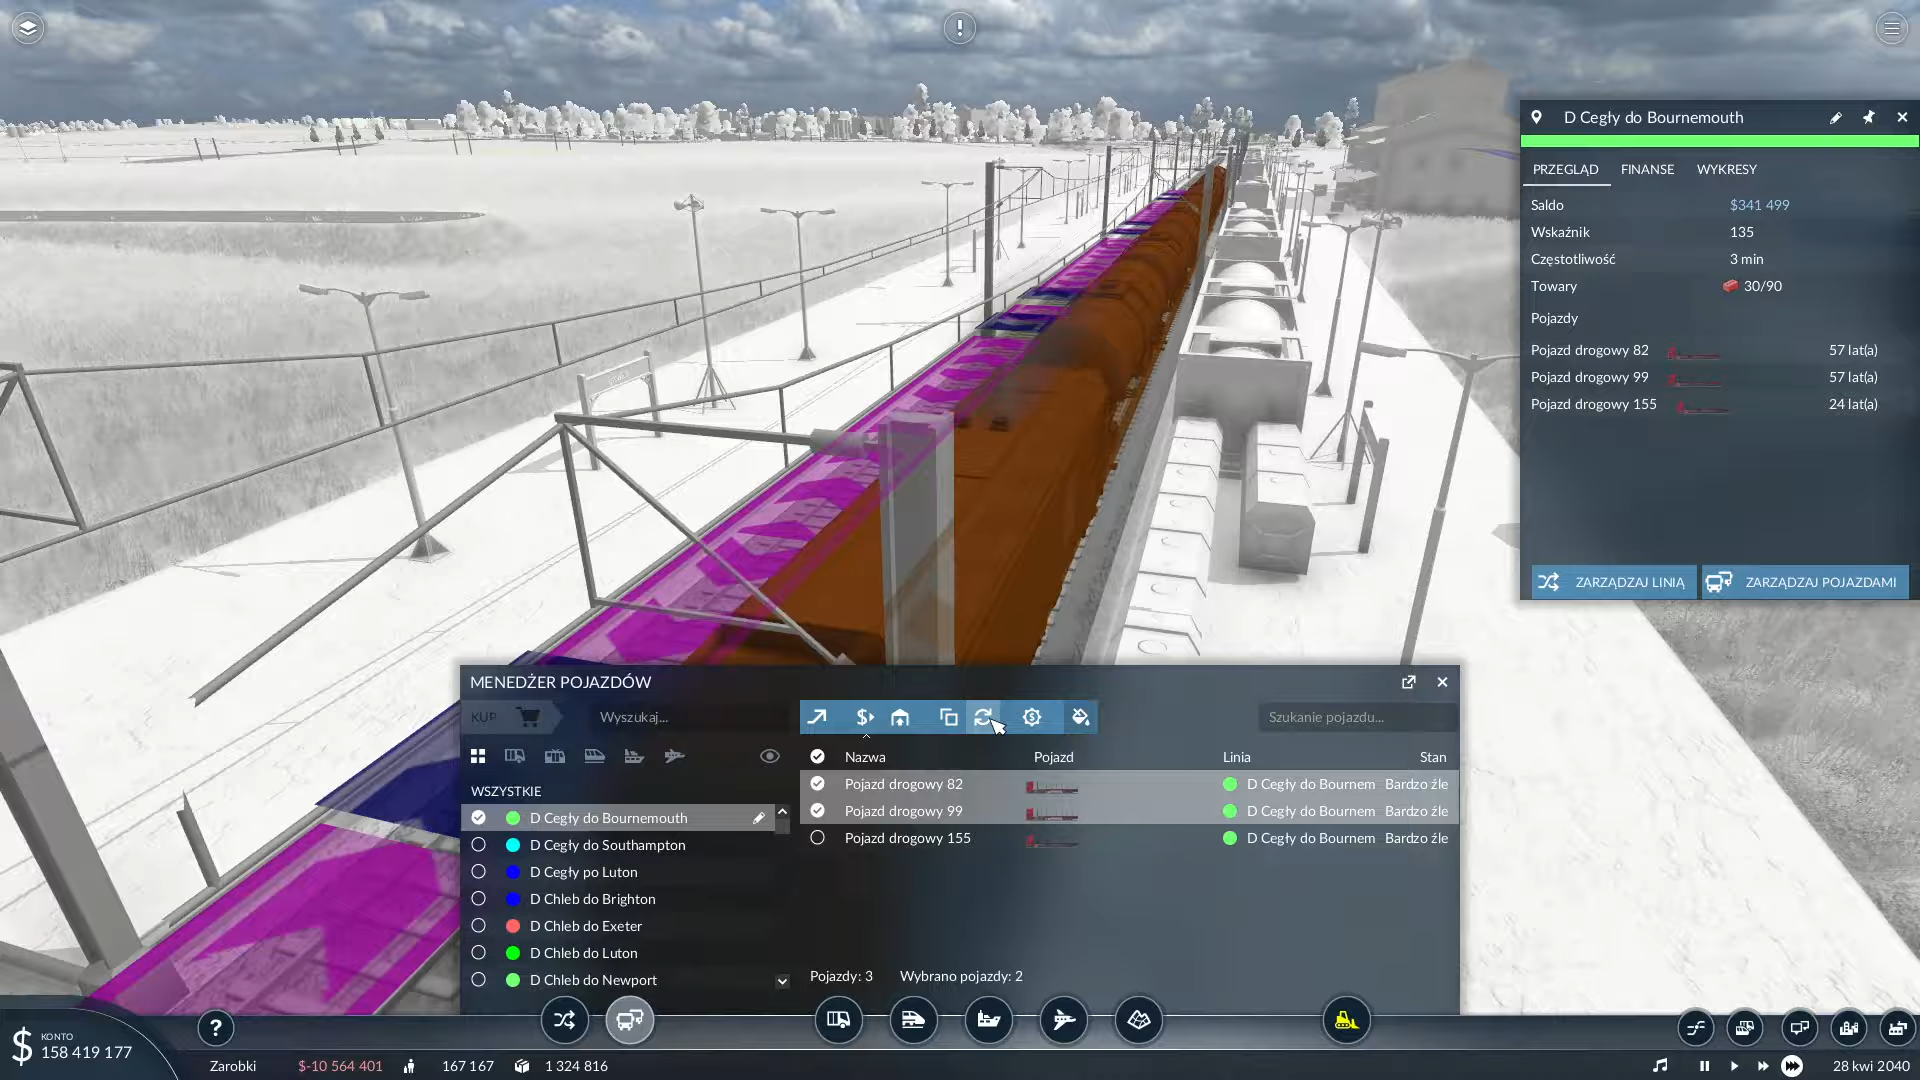 D Cegły do Bournemouth
PRZEGLĄD FINANSE WYKRESY
Saldo $341 499
Wskaźnik 135
Częstotliwość 3 min
Towary 30/90
Pojazdy
Pojazd drogowy 82 57 lat(a)
Pojazd drogowy 99 57 lat(a)
Pojazd drogowy 155 24 lat(a)
ZARZĄDZAJ LINIĄ ZARZĄDZAJ POJAZDAMI
MENEDŻER POJAZDÓW
KUP Wyszukaj... Szukanie pojazdu...
WSZYSTKIE
D Cegły do Bournemouth
D Cegły do Southampton
D Cegły po Luton
D Chleb do Brighton
D Chleb do Exeter
D Chleb do Luton
D Chleb do Newport
Nazwa Pojazd Linia Stan
Pojazd drogowy 82 D Cegły do Bournem Bardzo źle
Pojazd drogowy 99 D Cegły do Bournem Bardzo źle
Pojazd drogowy 155 D Cegły do Bournem Bardzo źle
Pojazdy: 3 Wybrano pojazdy: 2
KONTO
158 419 177
Zarobki $-10 564 401 167 167 1 324 816 28 kwi 2040